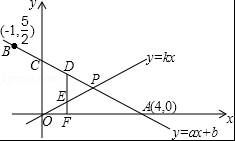 y
(-1, 5/2)
B
C
D
y=kx
P
E
A(4,0)
x
O
F
y=ax+b